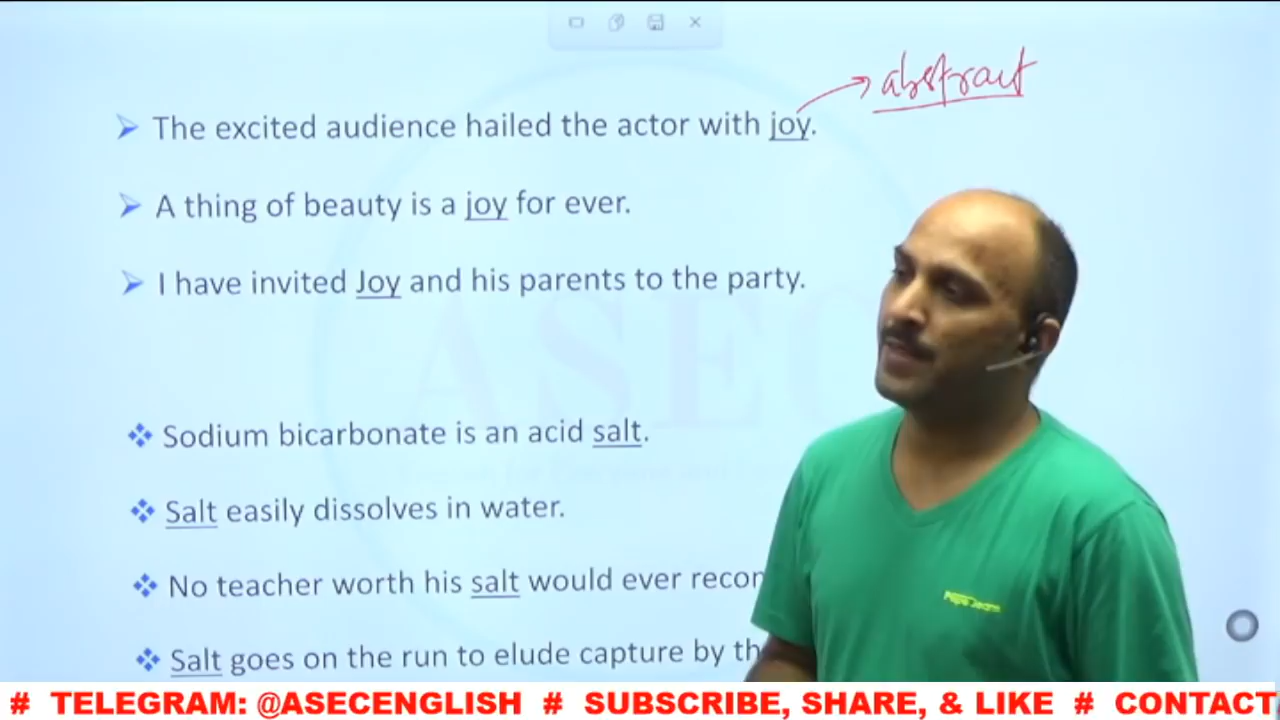 abstract
The excited audience hailed the actor with joy.
A thing of beauty is a joy for ever.
I have invited Joy and his parents to the party.
ASEC
Sodium bicarbonate is an acid salt.
Salt easily dissolves in water.
No teacher worth his salt would ever recom
Salt goes on the run to elude capture by th
# TELEGRAM: @ASECENGLISH # SUBSCRIBE, SHARE, & LIKE # CONTACT